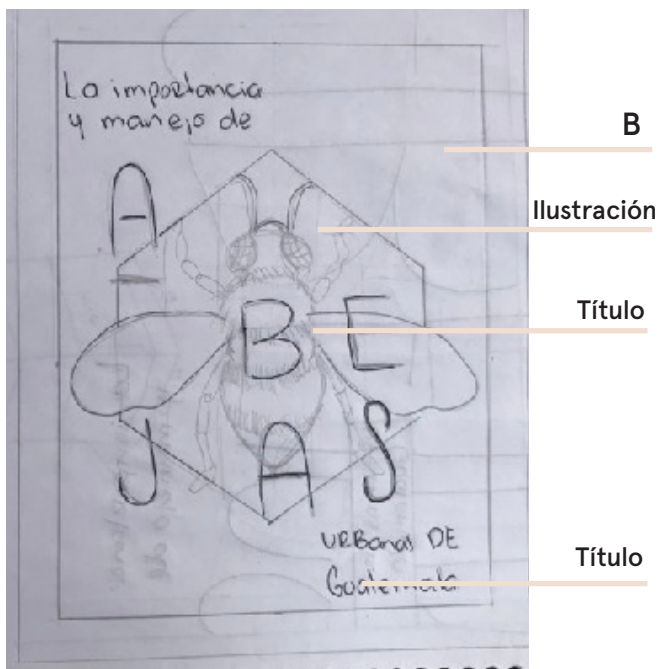 La importancia
y manejo de
A
B E
J A S
URBanas DE
Guatemala
B
Ilustración
Título
Título